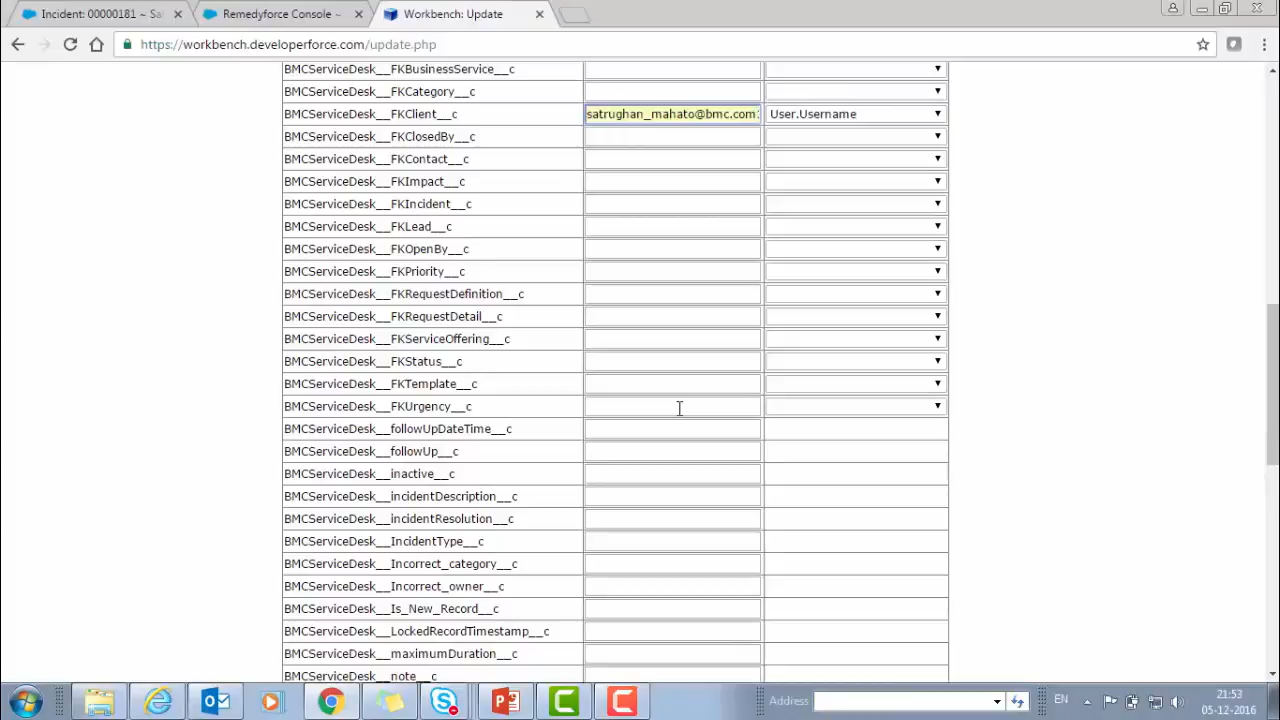 Incident: 00000181 ~ Sa
Remedyforce Console ~
Workbench: Update
https://workbench.developerforce.com/update.php
BMCServiceDesk__FKBusinessService__c
BMCServiceDesk__FKCategory__c
BMCServiceDesk__FKClient__c satrughan_mahato@bmc.com User.Username
BMCServiceDesk__FKClosedBy__c
BMCServiceDesk__FKContact__c
BMCServiceDesk__FKImpact__c
BMCServiceDesk__FKIncident__c
BMCServiceDesk__FKLead__c
BMCServiceDesk__FKOpenBy__c
BMCServiceDesk__FKPriority__c
BMCServiceDesk__FKRequestDefinition__c
BMCServiceDesk__FKRequestDetail__c
BMCServiceDesk__FKServiceOffering__c
BMCServiceDesk__FKStatus__c
BMCServiceDesk__FKTemplate__c
BMCServiceDesk__FKUrgency__c
BMCServiceDesk__followUpDateTime__c
BMCServiceDesk__followUp__c
BMCServiceDesk__inactive__c
BMCServiceDesk__incidentDescription__c
BMCServiceDesk__incidentResolution__c
BMCServiceDesk__IncidentType__c
BMCServiceDesk__Incorrect_category__c
BMCServiceDesk__Incorrect_owner__c
BMCServiceDesk__Is_New_Record__c
BMCServiceDesk__LockedRecordTimestamp__c
BMCServiceDesk__maximumDuration__c
BMCServiceDesk__note__c
Address
EN
21:53
05-12-2016